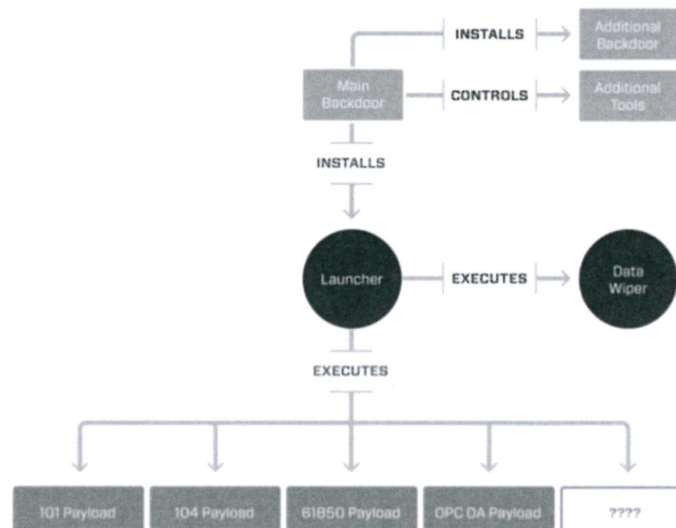 INSTALLS
Additional
Backdoor
Main
Backdoor
CONTROLS
Additional
Tools
INSTALLS
Launcher
EXECUTES
Data
Wiper
EXECUTES
101 Payload
104 Payload
61850 Payload
OPC DA Payload
????